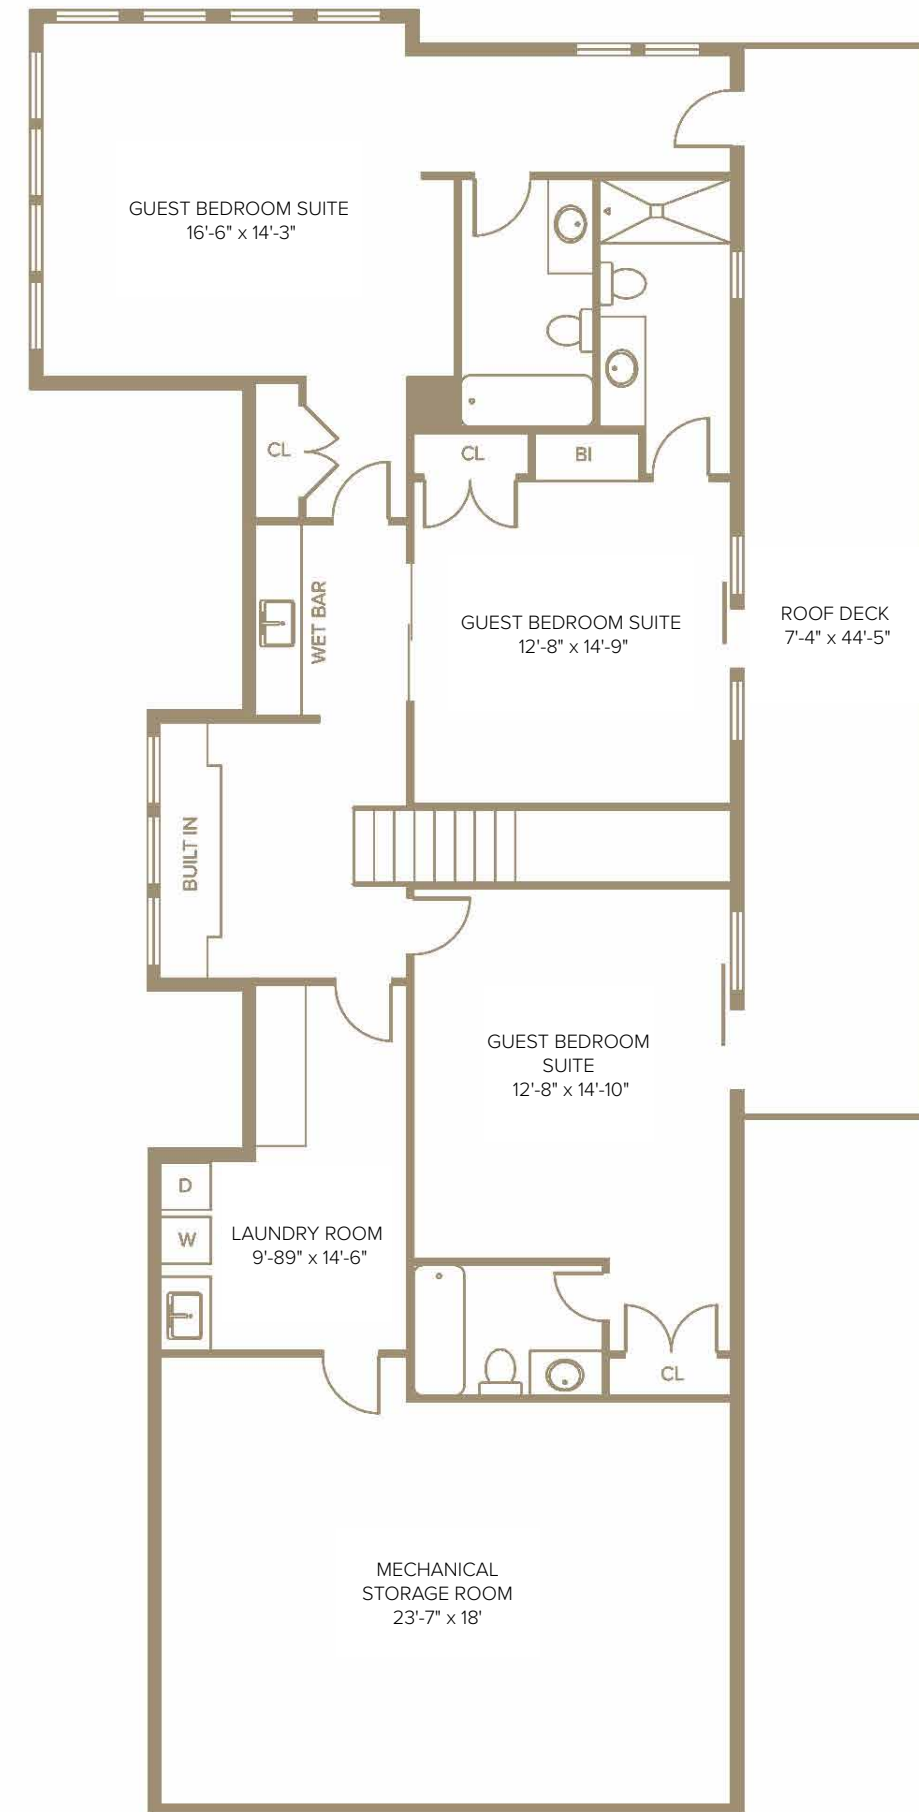 GUEST BEDROOM SUITE
16'-6" x 14'-3"
CL
CL
BI
WET BAR
GUEST BEDROOM SUITE
12'-8" x 14'-9"
ROOF DECK
7'-4" x 44'-5"
BUILT IN
GUEST BEDROOM
SUITE
12'-8" x 14'-10"
D
W
LAUNDRY ROOM
9'-89" x 14'-6"
CL
MECHANICAL
STORAGE ROOM
23'-7" x 18'